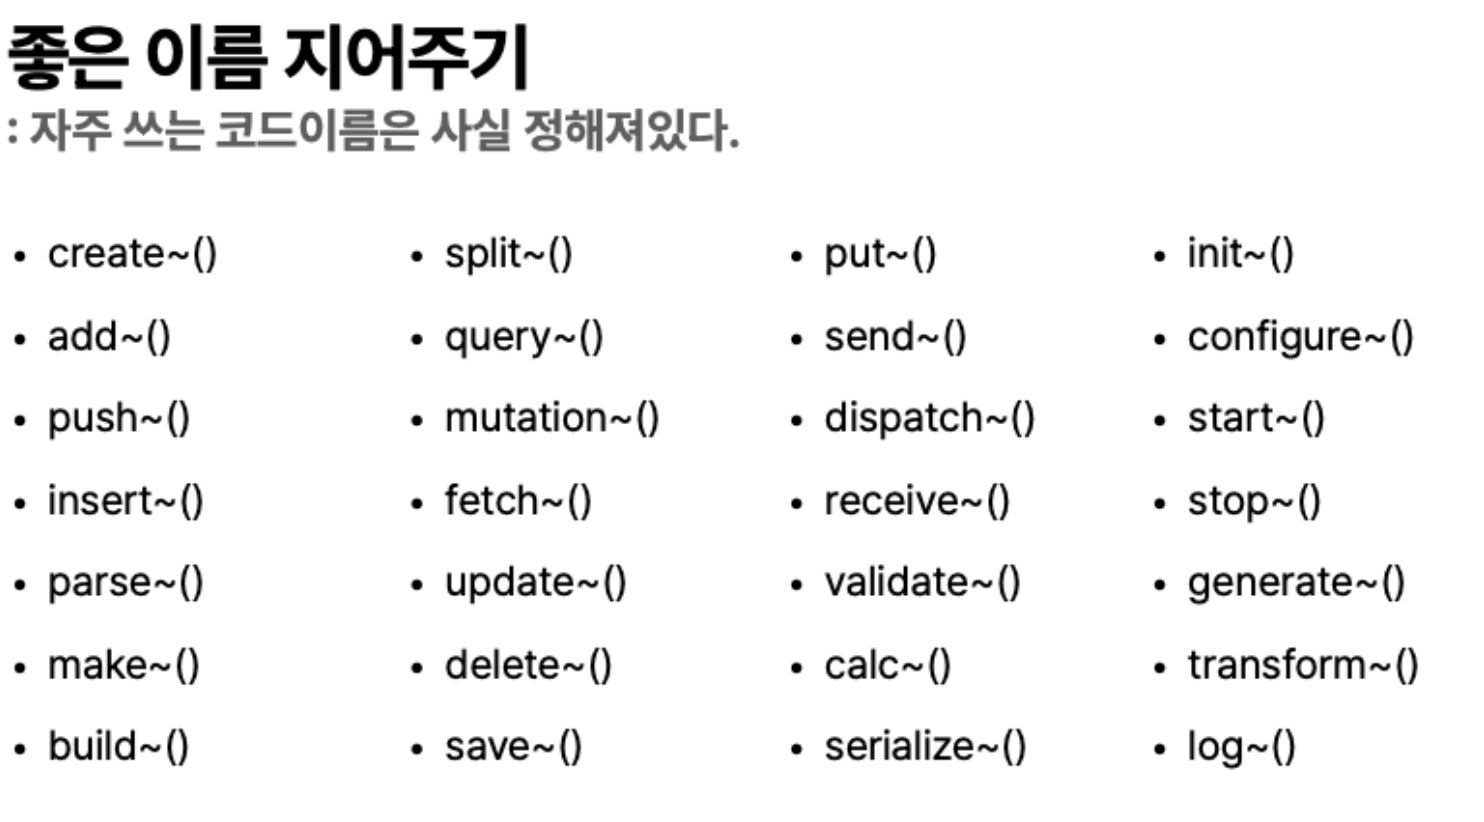 좋은 이름 지어주기
: 자주 쓰는 코드이름은 사실 정해져있다.
• create~()
• add~()
• push~()
• insert~()
• parse~()
• make~()
• build~()
• split~()
• query~()
• mutation~()
• fetch~()
• update~()
• delete~()
• save~()
• put~()
• send~()
• dispatch~()
• receive~()
• validate~()
• calc~()
• serialize~()
• init~()
• configure~()
• start~()
• stop~()
• generate~()
• transform~()
• log~()